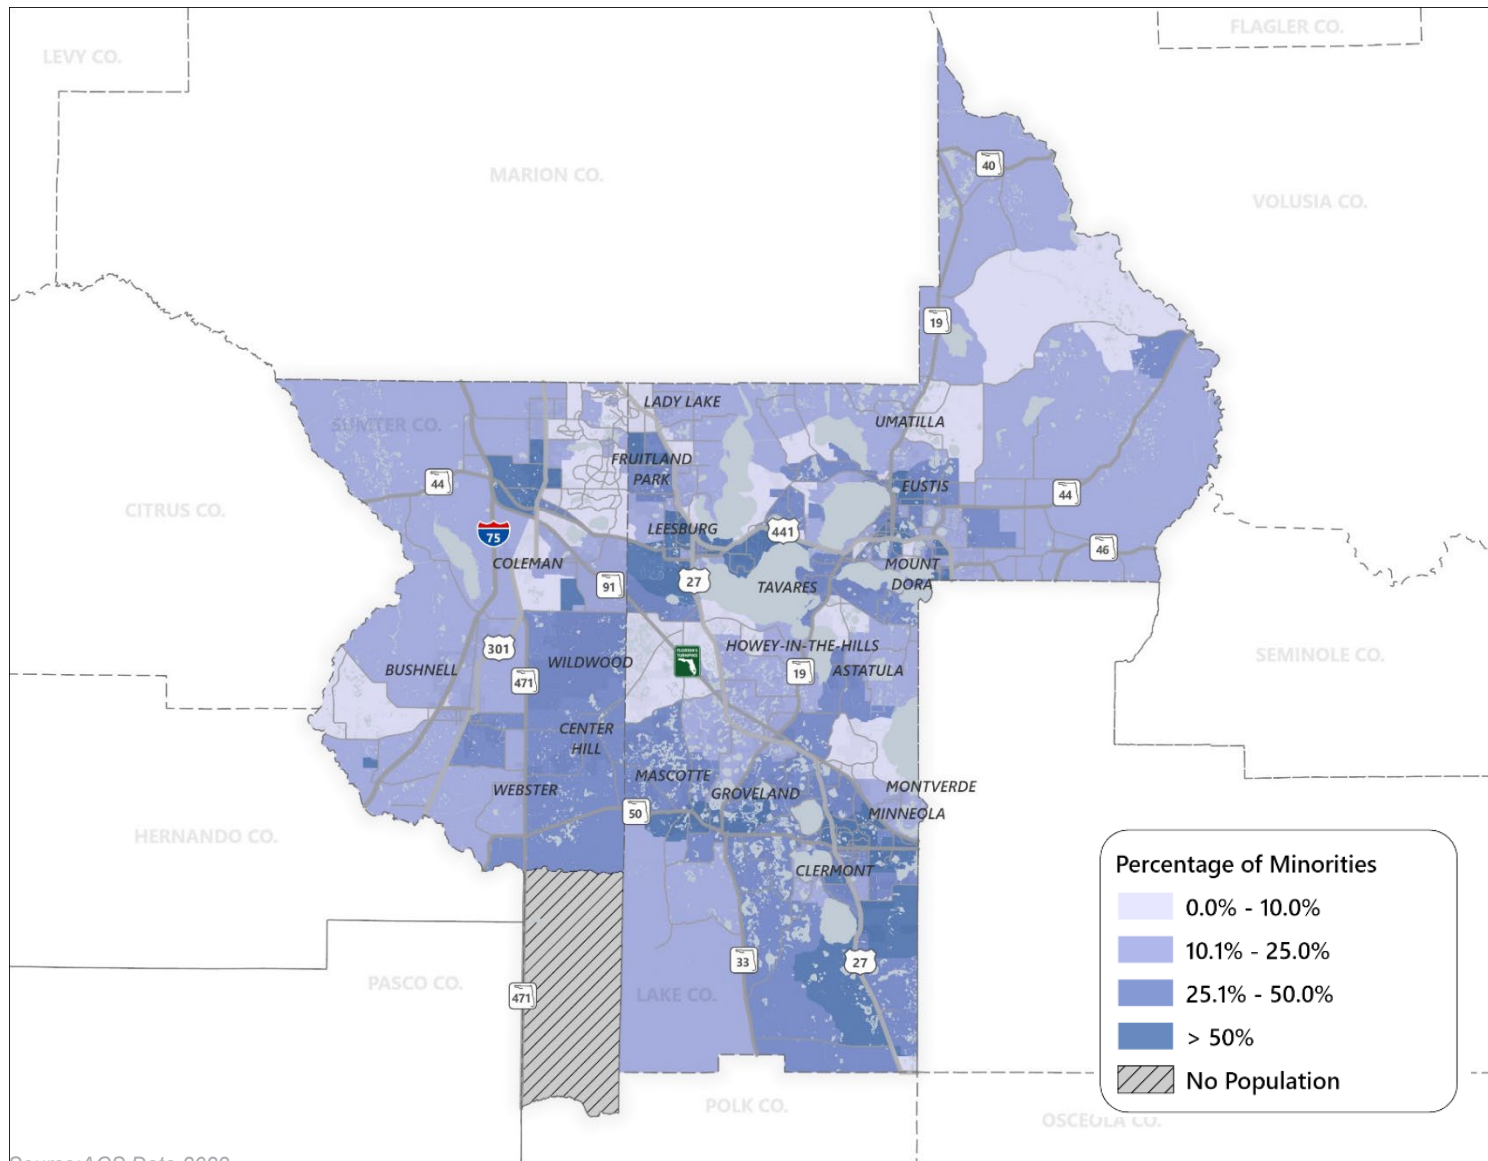 LEVY CO.
FLAGLER CO.
MARION CO.
40
VOLUSIA CO.
19
LADY LAKE
UMATILLA
SUMTER CO.
FRUITLAND
PARK
44
EUSTIS
44
CITRUS CO.
LEESBURG
441
75
46
COLEMAN
MOUNT
DORA
91
27
TAVARES
301
HOWEY-IN-THE-HILLS
SEMINOLE CO.
BUSHNELL
WILDWOOD
FLORIDA'S
TURNPIKE
471
19
ASTATULA
CENTER
HILL
MASCOTTE
WEBSTER
GROVELAND
MONTVERDE
50
MINNEOLA
HERNANDO CO.
CLERMONT
33
27
PASCO CO.
471
LAKE CO.
POLK CO.
OSCEOLA CO.
Percentage of Minorities
0.0% - 10.0%
10.1% - 25.0%
25.1% - 50.0%
> 50%
No Population